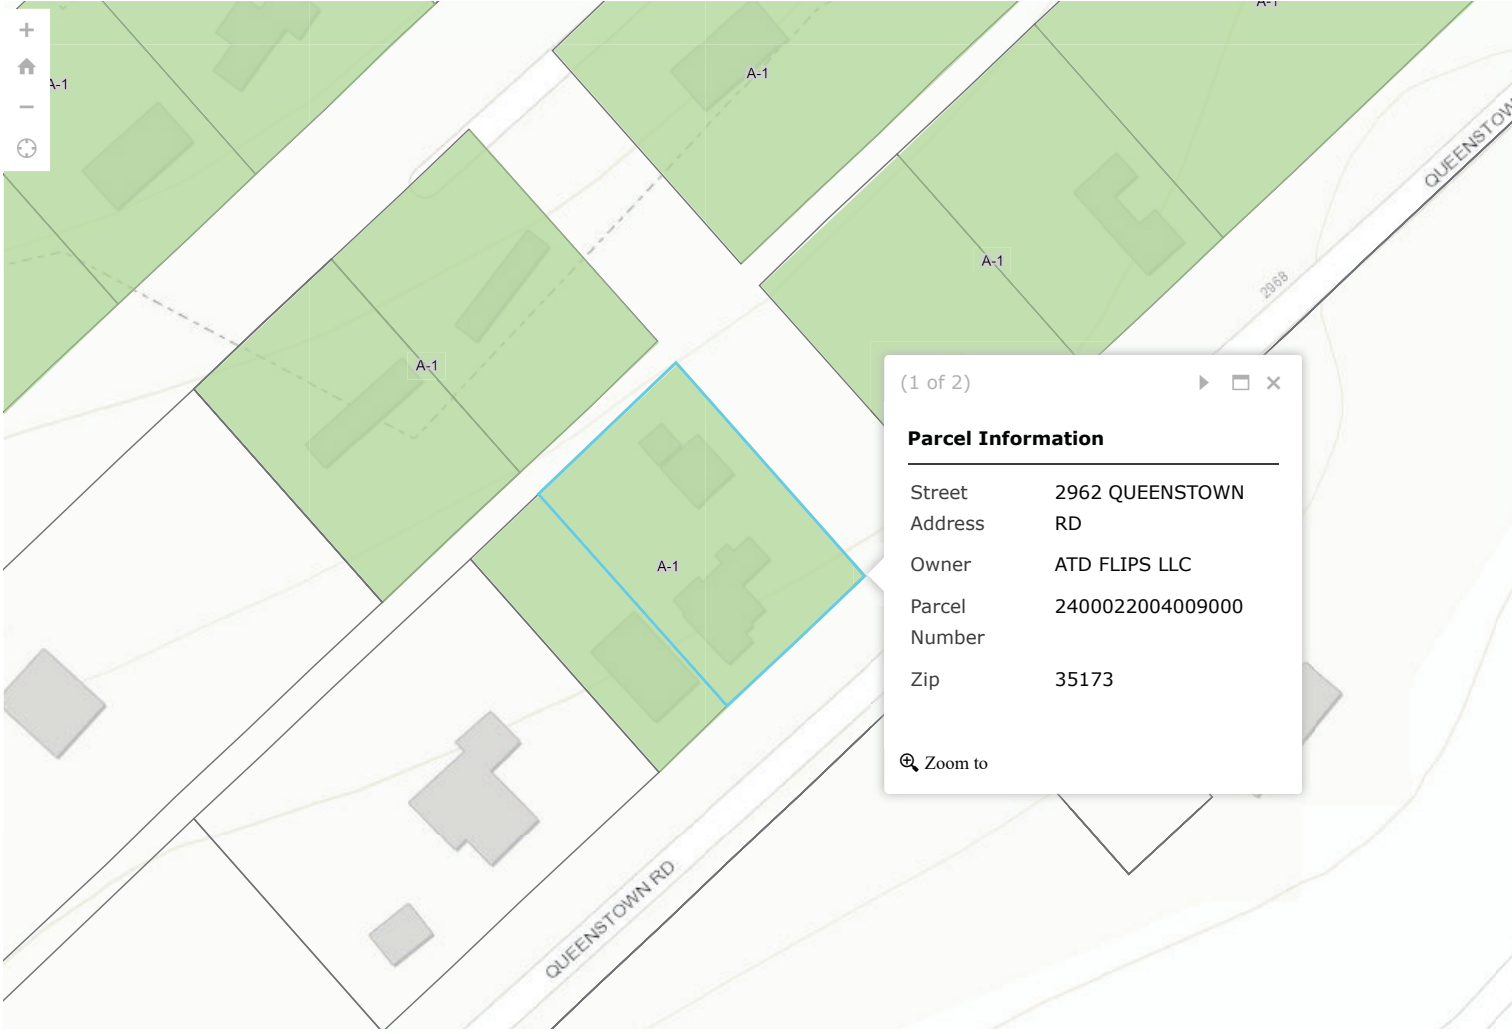 A-1
A-1
A-1
QUEENSTOW
A-1
2968
A-1
(1 of 2)
Parcel Information
Street Address
2962 QUEENSTOWN RD
Owner
ATD FLIPS LLC
Parcel Number
2400022004009000
Zip
35173
Zoom to
A-1
QUEENSTOWN RD